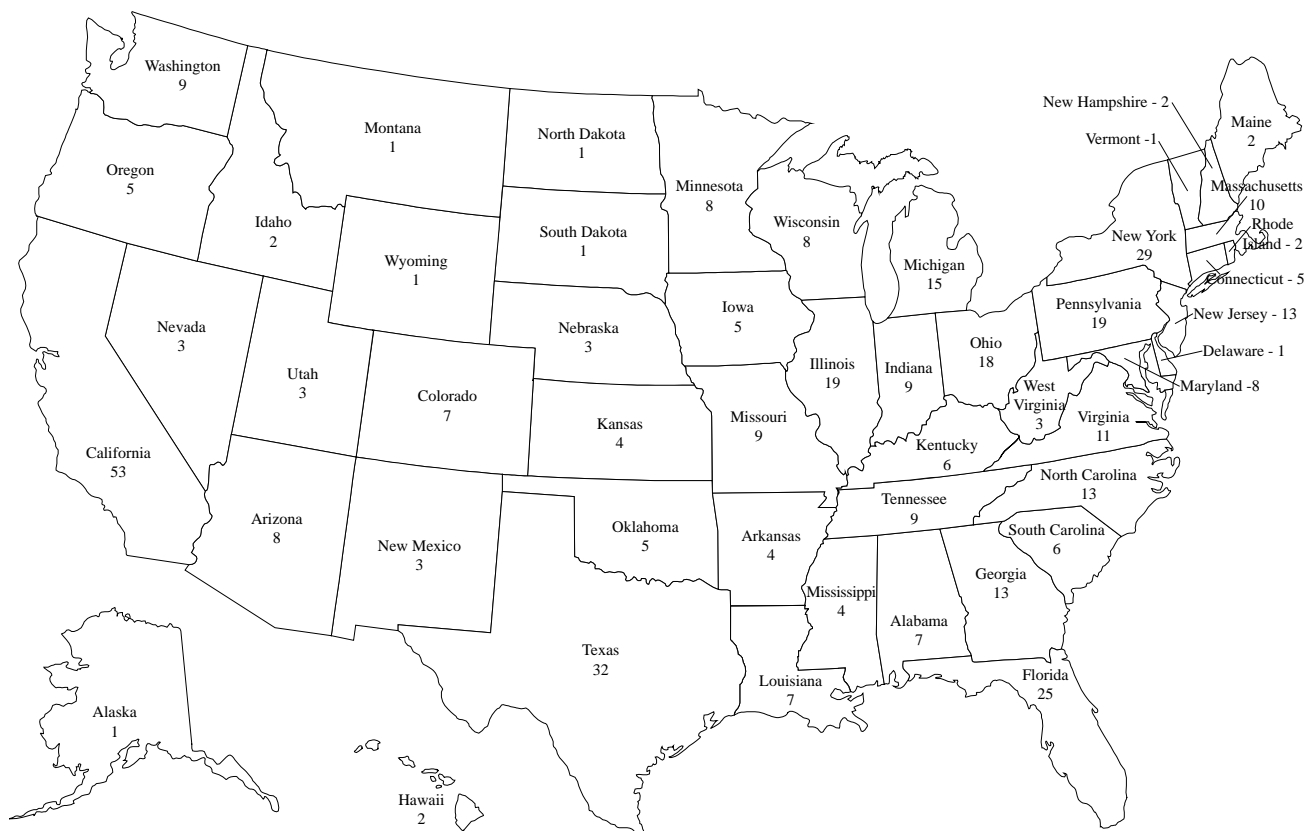 Washington
9
Oregon
5
California
53
Nevada
3
Idaho
2
Montana
1
Wyoming
1
Utah
3
Colorado
7
Arizona
8
New Mexico
3
North Dakota
1
South Dakota
1
Nebraska
3
Kansas
4
Oklahoma
5
Texas
32
Minnesota
8
Iowa
5
Missouri
9
Arkansas
4
Louisiana
7
Wisconsin
8
Illinois
19
Michigan
15
Indiana
9
Ohio
18
Kentucky
6
Tennessee
9
Mississippi
4
Alabama
7
Georgia
13
Florida
25
South Carolina
6
North Carolina
13
Virginia
11
West
Virginia
3
Pennsylvania
19
New York
29
New Hampshire - 2
Vermont -1
Maine
2
Massachusetts
10
Rhode
Island - 2
Connecticut - 5
New Jersey - 13
Delaware - 1
Maryland -8
Alaska
1
Hawaii
2